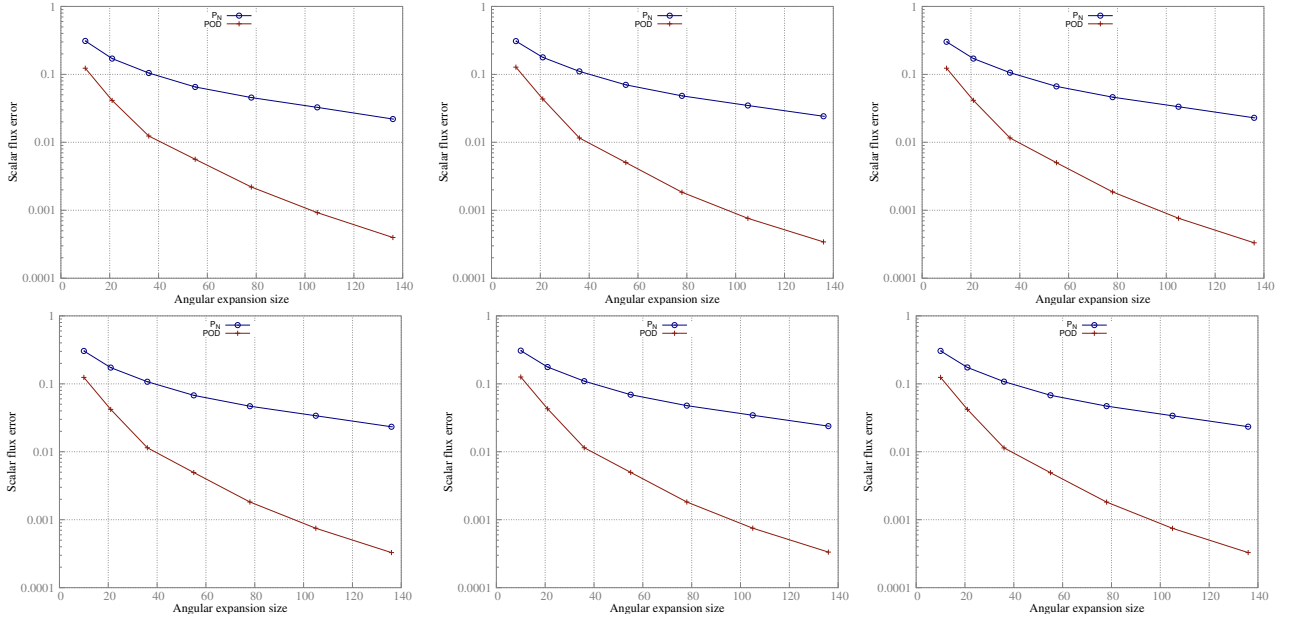 1
0.1
0.01
0.001
0.0001
0 20 40 60 80 100 120 140
Scalar flux error
Angular expansion size
P_N
POD
1
0.1
0.01
0.001
0.0001
0 20 40 60 80 100 120 140
Scalar flux error
Angular expansion size
P_N
POD
1
0.1
0.01
0.001
0.0001
0 20 40 60 80 100 120 140
Scalar flux error
Angular expansion size
P_N
POD
1
0.1
0.01
0.001
0.0001
0 20 40 60 80 100 120 140
Scalar flux error
Angular expansion size
P_N
POD
1
0.1
0.01
0.001
0.0001
0 20 40 60 80 100 120 140
Scalar flux error
Angular expansion size
P_N
POD
1
0.1
0.01
0.001
0.0001
0 20 40 60 80 100 120 140
Scalar flux error
Angular expansion size
P_N
POD